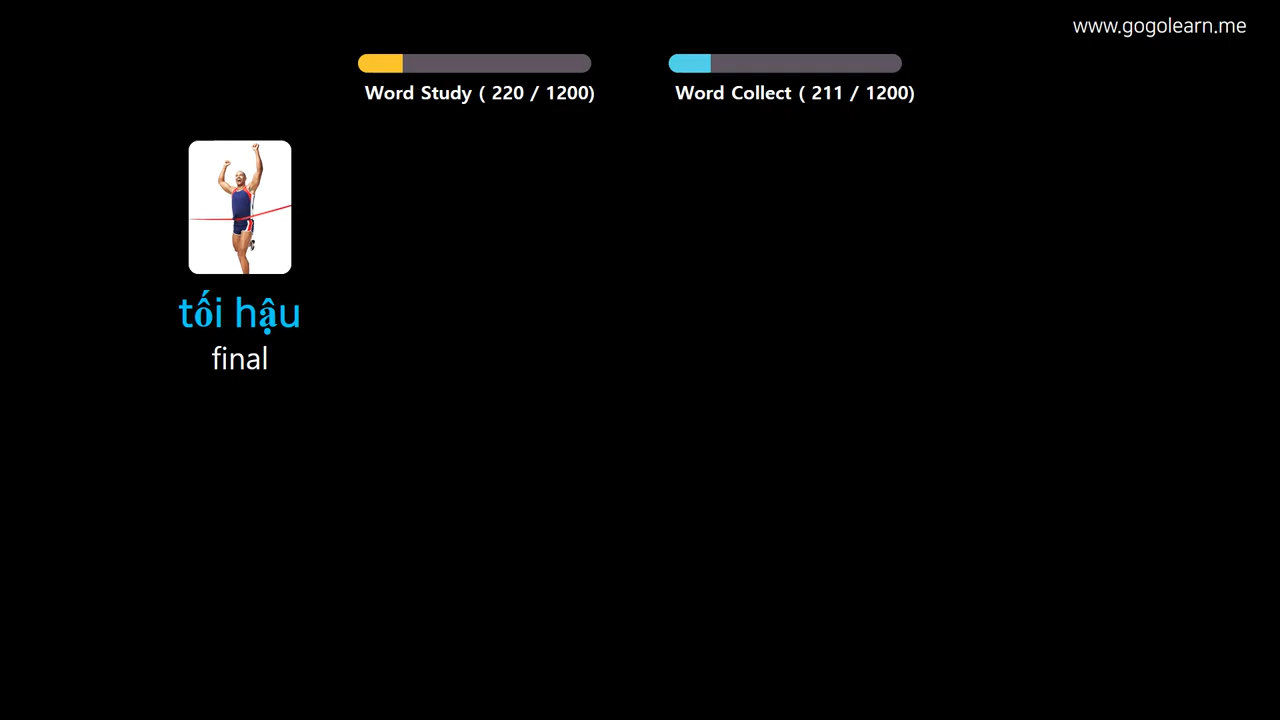 www.gogolearn.me
Word Study ( 220 / 1200)
Word Collect ( 211 / 1200)
tối hậu
final